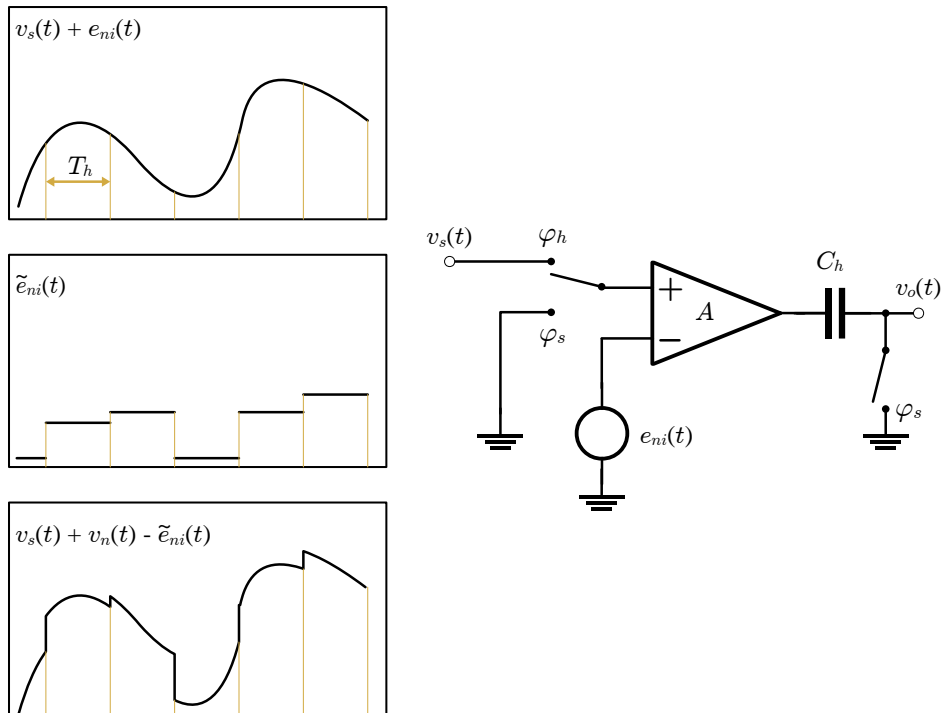 vₛ(t) + eₙᵢ(t)
Tₕ
ẽₙᵢ(t)
vₛ(t) + vₙ(t) - ẽₙᵢ(t)
vₛ(t)
φₕ
φₛ
+
−
A
Cₕ
vₒ(t)
φₛ
eₙᵢ(t)